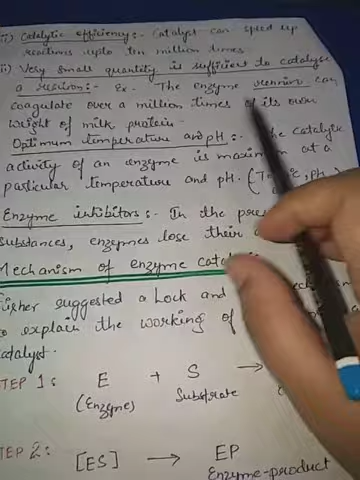 i) Catalytic efficiency:- Catalyst can speed up
reactions upto ten million times
ii) Very small quantity is sufficient to catalyse
a reaction:- Ex- The enzyme rennin can
coagulate over a million times of its own
weight of milk protein.
Optimum temperature and pH:- The catalytic
activity of an enzyme is maximum at a
particular temperature and pH. (
Enzyme inhibitors:- In the
substances, enzymes lose their
Mechanism of enzyme
Fisher suggested a Lock and
to explain the working of
catalyst.
STEP 1: E + S →
(Enzyme) Substrate
STEP 2: [ES] → EP
Enzyme-product